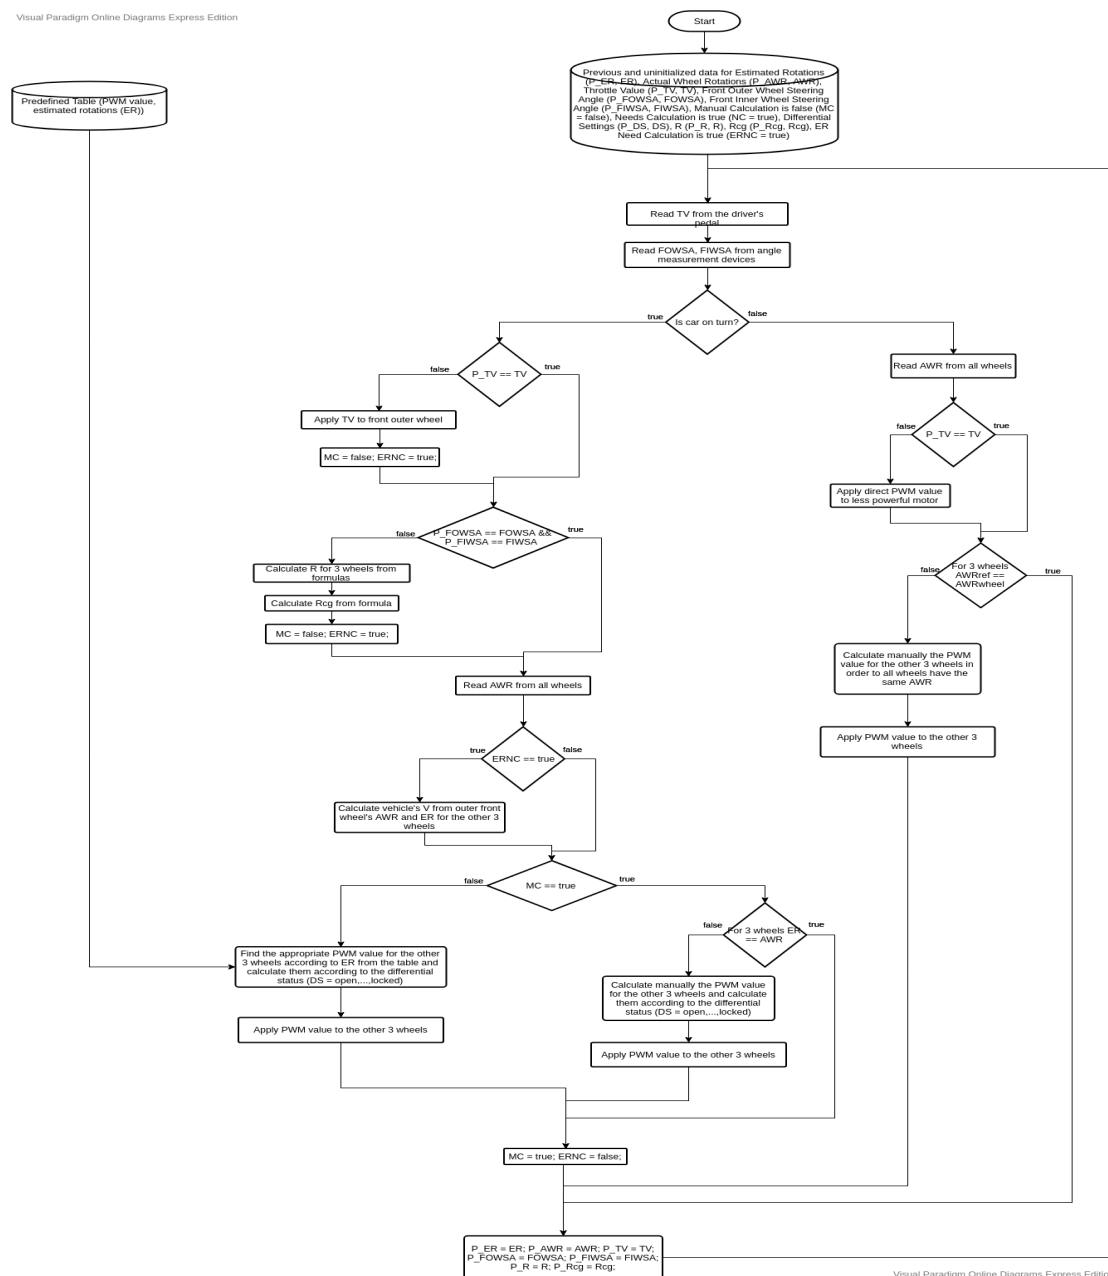 Visual Paradigm Online Diagrams Express Edition
Start
Previous and uninitialized data for Estimated Rotations
(P_ER, ER), Actual Wheel Rotations (P_AWR, AWR),
Throttle Value (P_TV, TV), Front Outer Wheel Steering
Angle (P_FOWSA, FOWSA), Front Inner Wheel Steering
Angle (P_FIWSA, FIWSA), Manual Calculation is false (MC
= false), Needs Calculation is true (NC = true), Differential
Settings (P_DS, DS), R (P_R, R), Rcg (P_Rcg, Rcg), ER
Need Calculation is true (ERNC = true)
Predefined Table (PWM value,
estimated rotations (ER))
Read TV from the driver's
pedal
Read FOWSA, FIWSA from angle
measurement devices
true
Is car on turn?
false
false
P_TV == TV
true
Read AWR from all wheels
Apply TV to front outer wheel
MC = false; ERNC = true;
false
P_TV == TV
true
Apply direct PWM value
to less powerful motor
false
P_FOWSA == FOWSA &&
P_FIWSA == FIWSA
true
false
For 3 wheels
AWRref ==
AWRwheel
true
Calculate R for 3 wheels from
formulas
Calculate Rcg from formula
MC = false; ERNC = true;
Calculate manually the PWM
value for the other 3 wheels in
order to all wheels have the
same AWR
Read AWR from all wheels
Apply PWM value to the other 3
wheels
true
ERNC == true
false
Calculate vehicle's V from outer front
wheel's AWR and ER for the other 3
wheels
false
MC == true
true
false
For 3 wheels ER
== AWR
true
Find the appropriate PWM value for the other
3 wheels according to ER from the table and
calculate them according to the differential
status (DS = open,...,locked)
Calculate manually the PWM value
for the other 3 wheels and calculate
them according to the differential
status (DS = open,...,locked)
Apply PWM value to the other 3 wheels
Apply PWM value to the other 3 wheels
MC = true; ERNC = false;
P_ER = ER; P_AWR = AWR; P_TV = TV;
P_FOWSA = FOWSA; P_FIWSA = FIWSA;
P_R = R; P_Rcg = Rcg;
Visual Paradigm Online Diagrams Express Editio